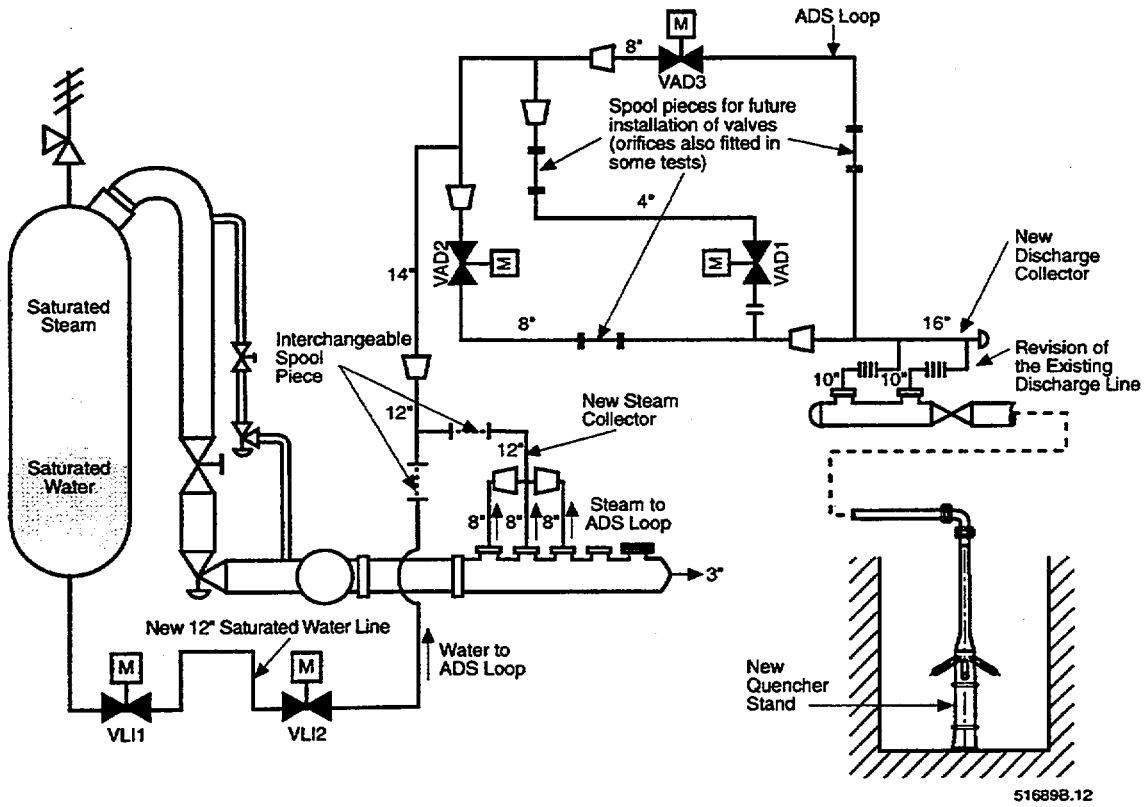 ADS Loop
M
8"
VAD3
Spool pieces for future
installation of valves
(orifices also fitted in
some tests)
4"
VAD2
M
M
VAD1
New
Discharge
Collector
14"
Saturated
Steam
8"
16"
Interchangeable
Spool
Piece
Revision of
the Existing
Discharge Line
10"
10"
New Steam
Collector
12"
12"
Saturated
Water
8"
8"
8"
Steam to
ADS Loop
3"
New 12" Saturated Water Line
Water to
ADS Loop
M
M
VLI1
VLI2
New
Quencher
Stand
51689B.12